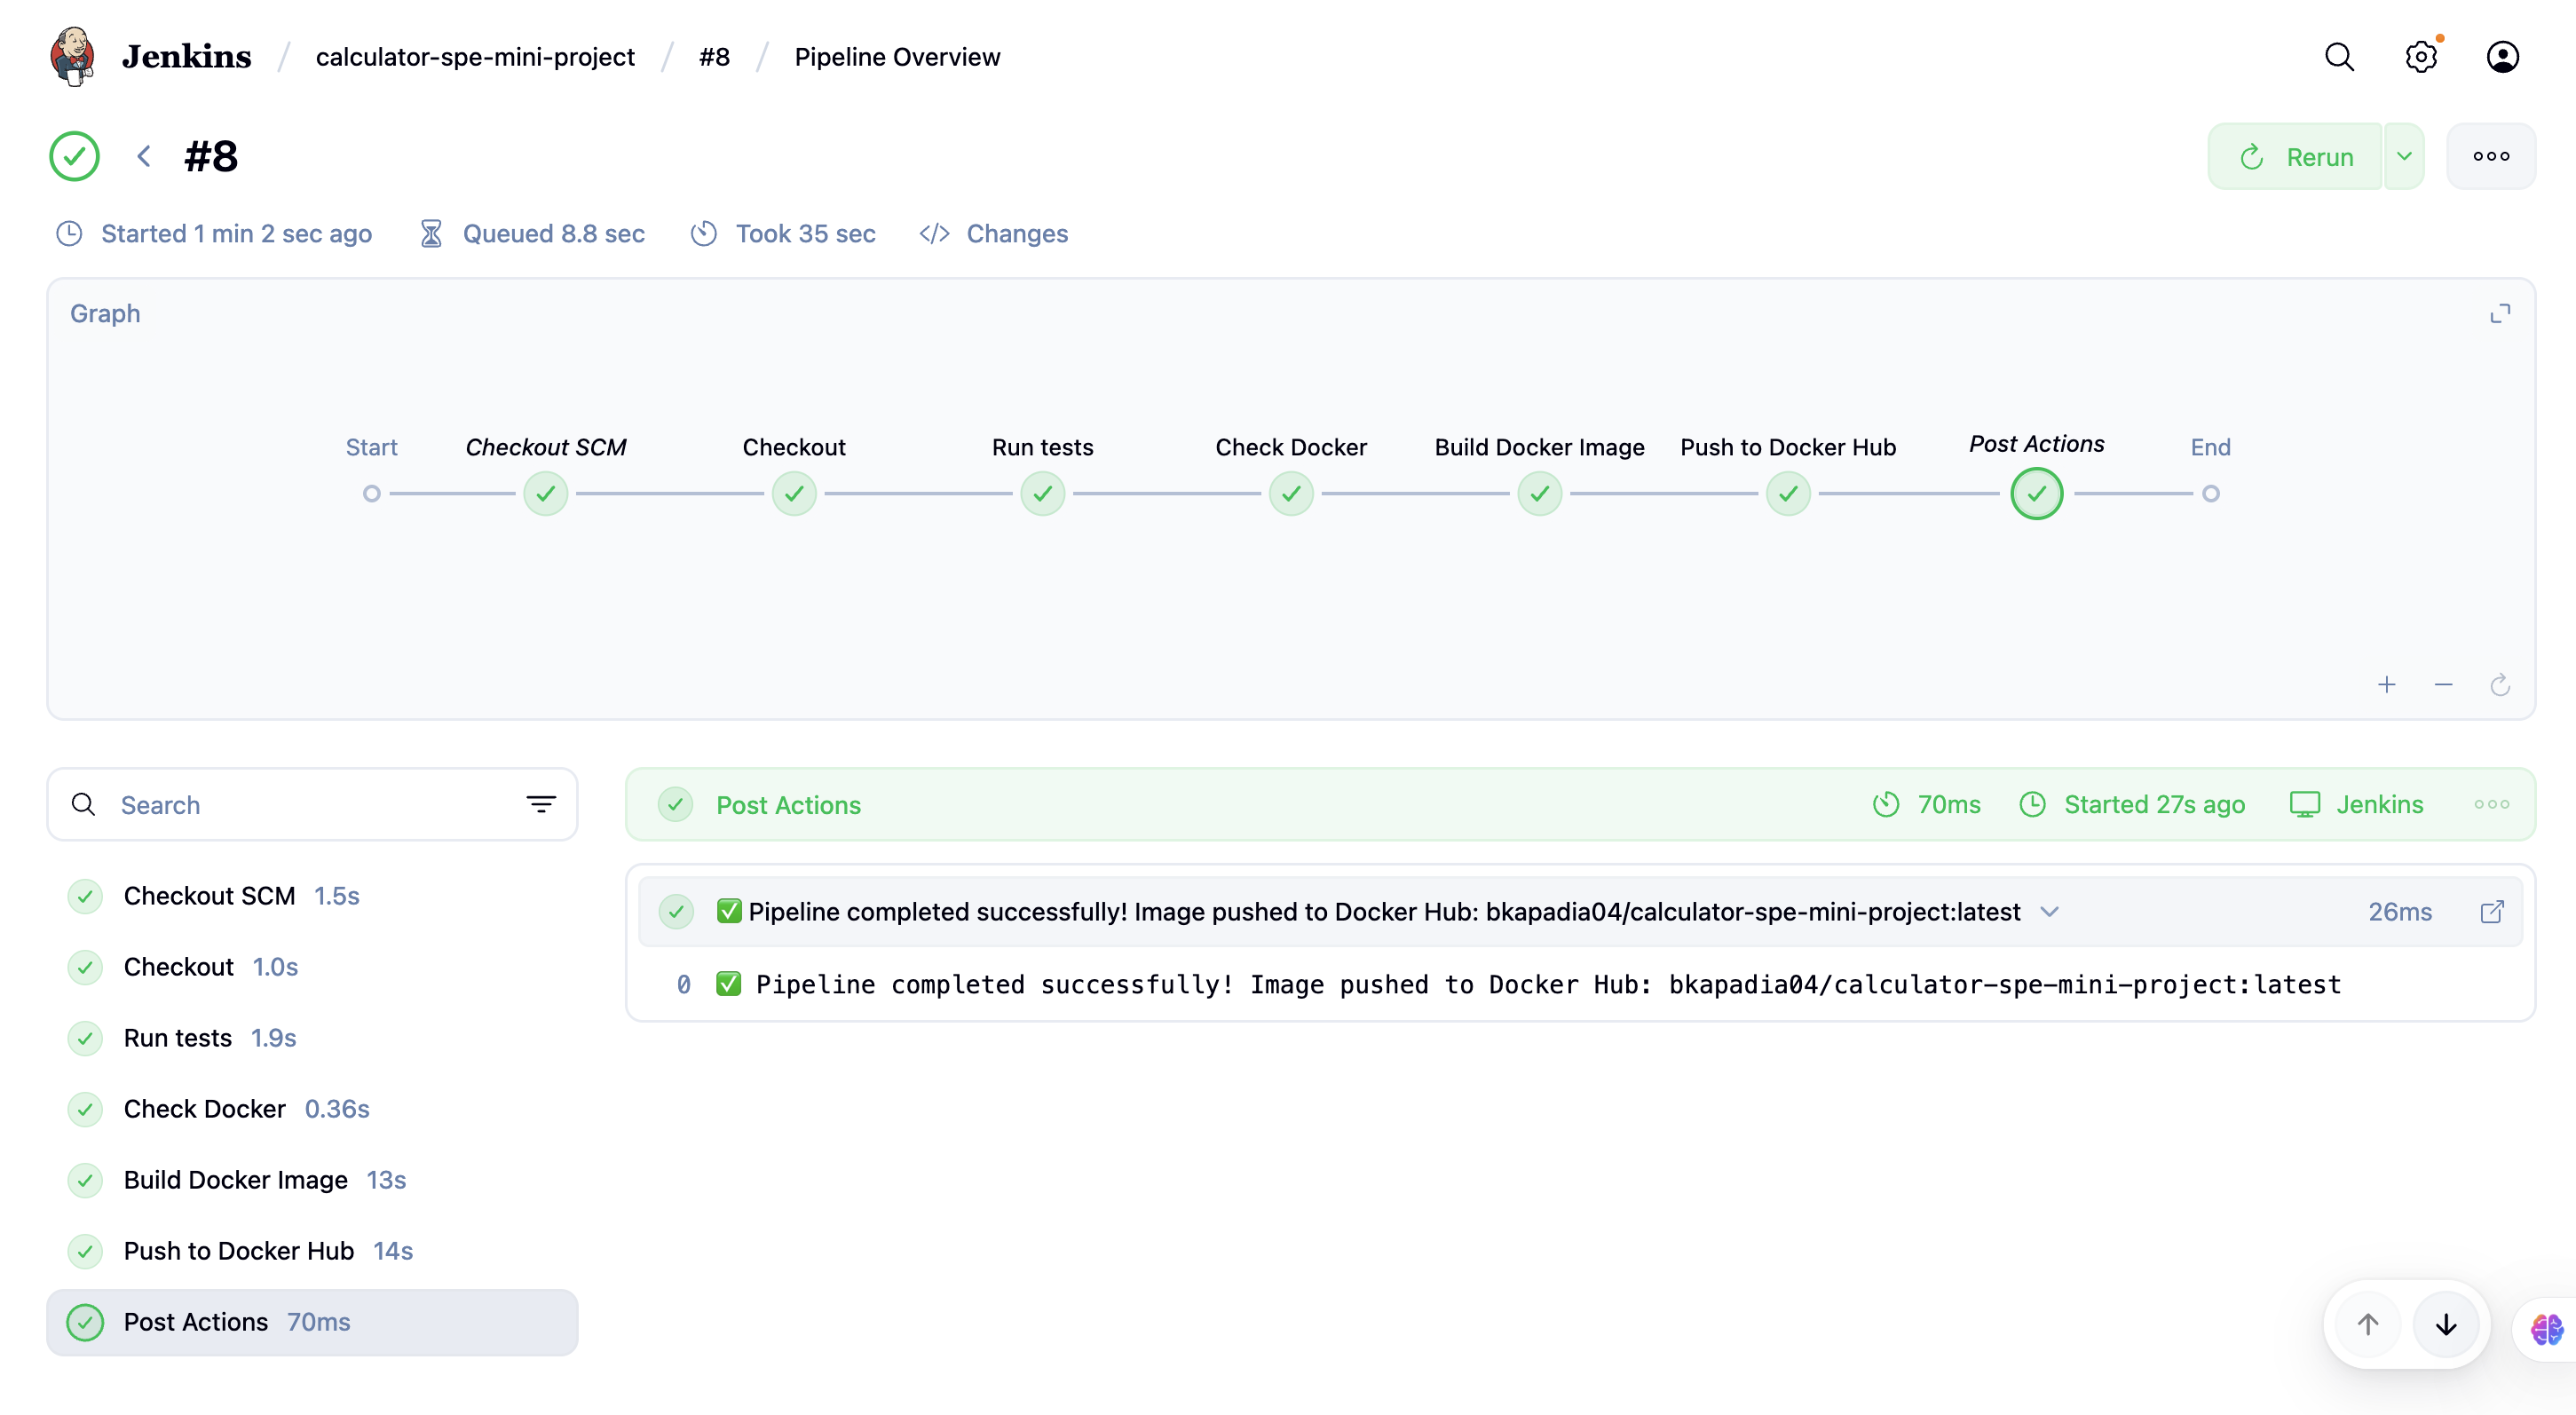 Jenkins / calculator-spe-mini-project / #8 / Pipeline Overview
#8
Rerun
Started 1 min 2 sec ago
Queued 8.8 sec
Took 35 sec
Changes
Graph
Start
Checkout SCM
Checkout
Run tests
Check Docker
Build Docker Image
Push to Docker Hub
Post Actions
End
Search
Checkout SCM 1.5s
Checkout 1.0s
Run tests 1.9s
Check Docker 0.36s
Build Docker Image 13s
Push to Docker Hub 14s
Post Actions 70ms
Post Actions
70ms
Started 27s ago
Jenkins
✅ Pipeline completed successfully! Image pushed to Docker Hub: bkapadia04/calculator-spe-mini-project:latest
26ms
0 ✅ Pipeline completed successfully! Image pushed to Docker Hub: bkapadia04/calculator-spe-mini-project:latest